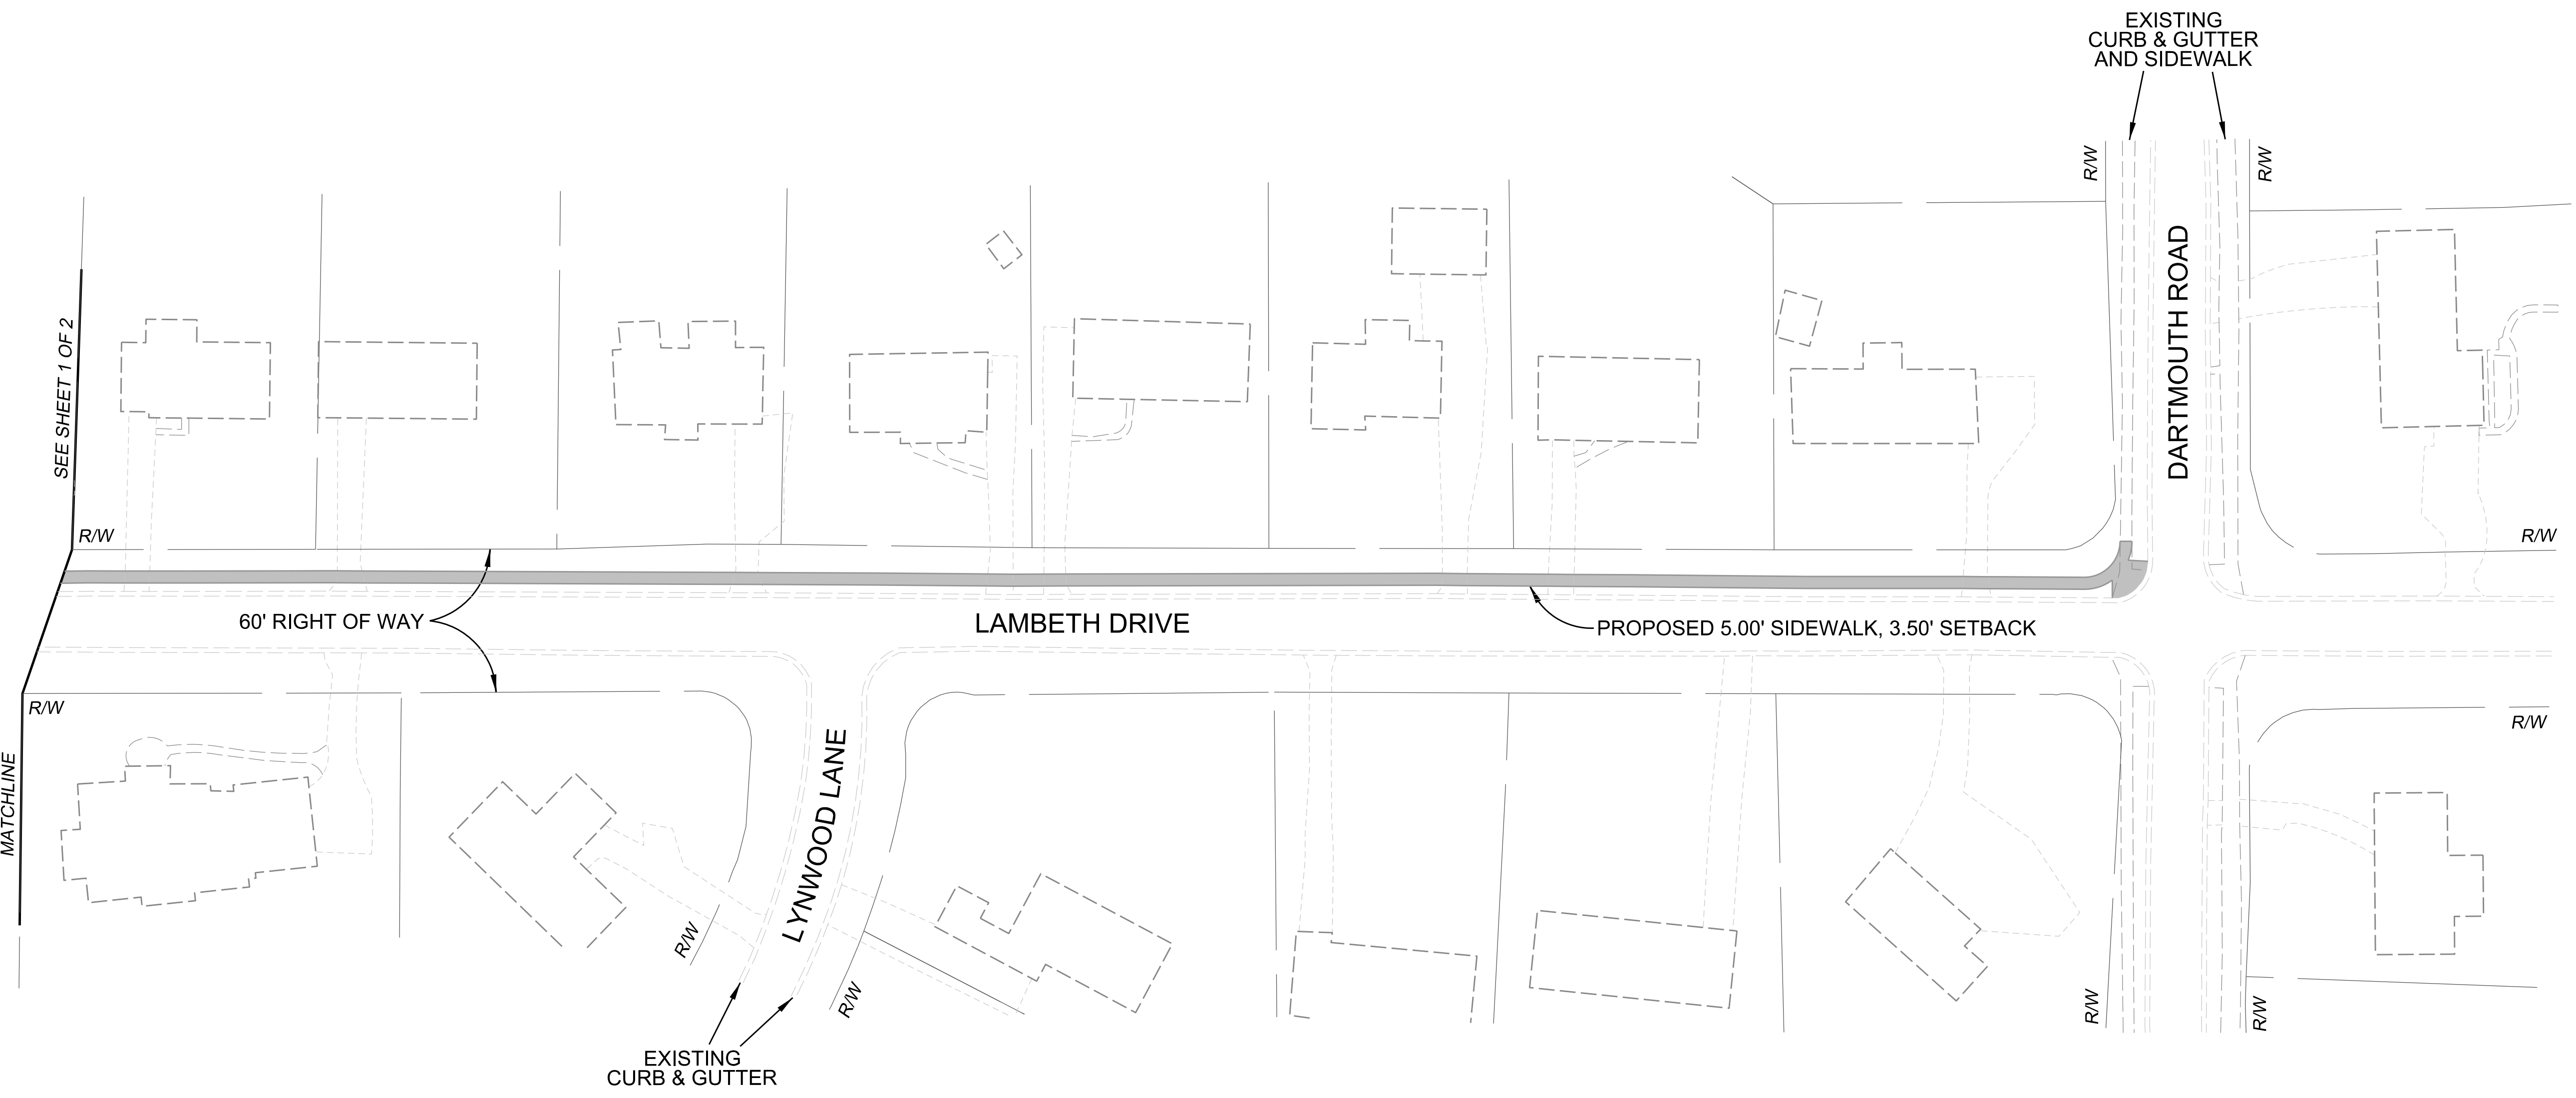 EXISTING
CURB & GUTTER
AND SIDEWALK
R/W
R/W
DARTMOUTH ROAD
SEE SHEET 1 OF 2
R/W
R/W
60' RIGHT OF WAY
LAMBETH DRIVE
PROPOSED 5.00' SIDEWALK, 3.50' SETBACK
R/W
R/W
MATCHLINE
LYNWOOD LANE
R/W
R/W
R/W
R/W
EXISTING
CURB & GUTTER